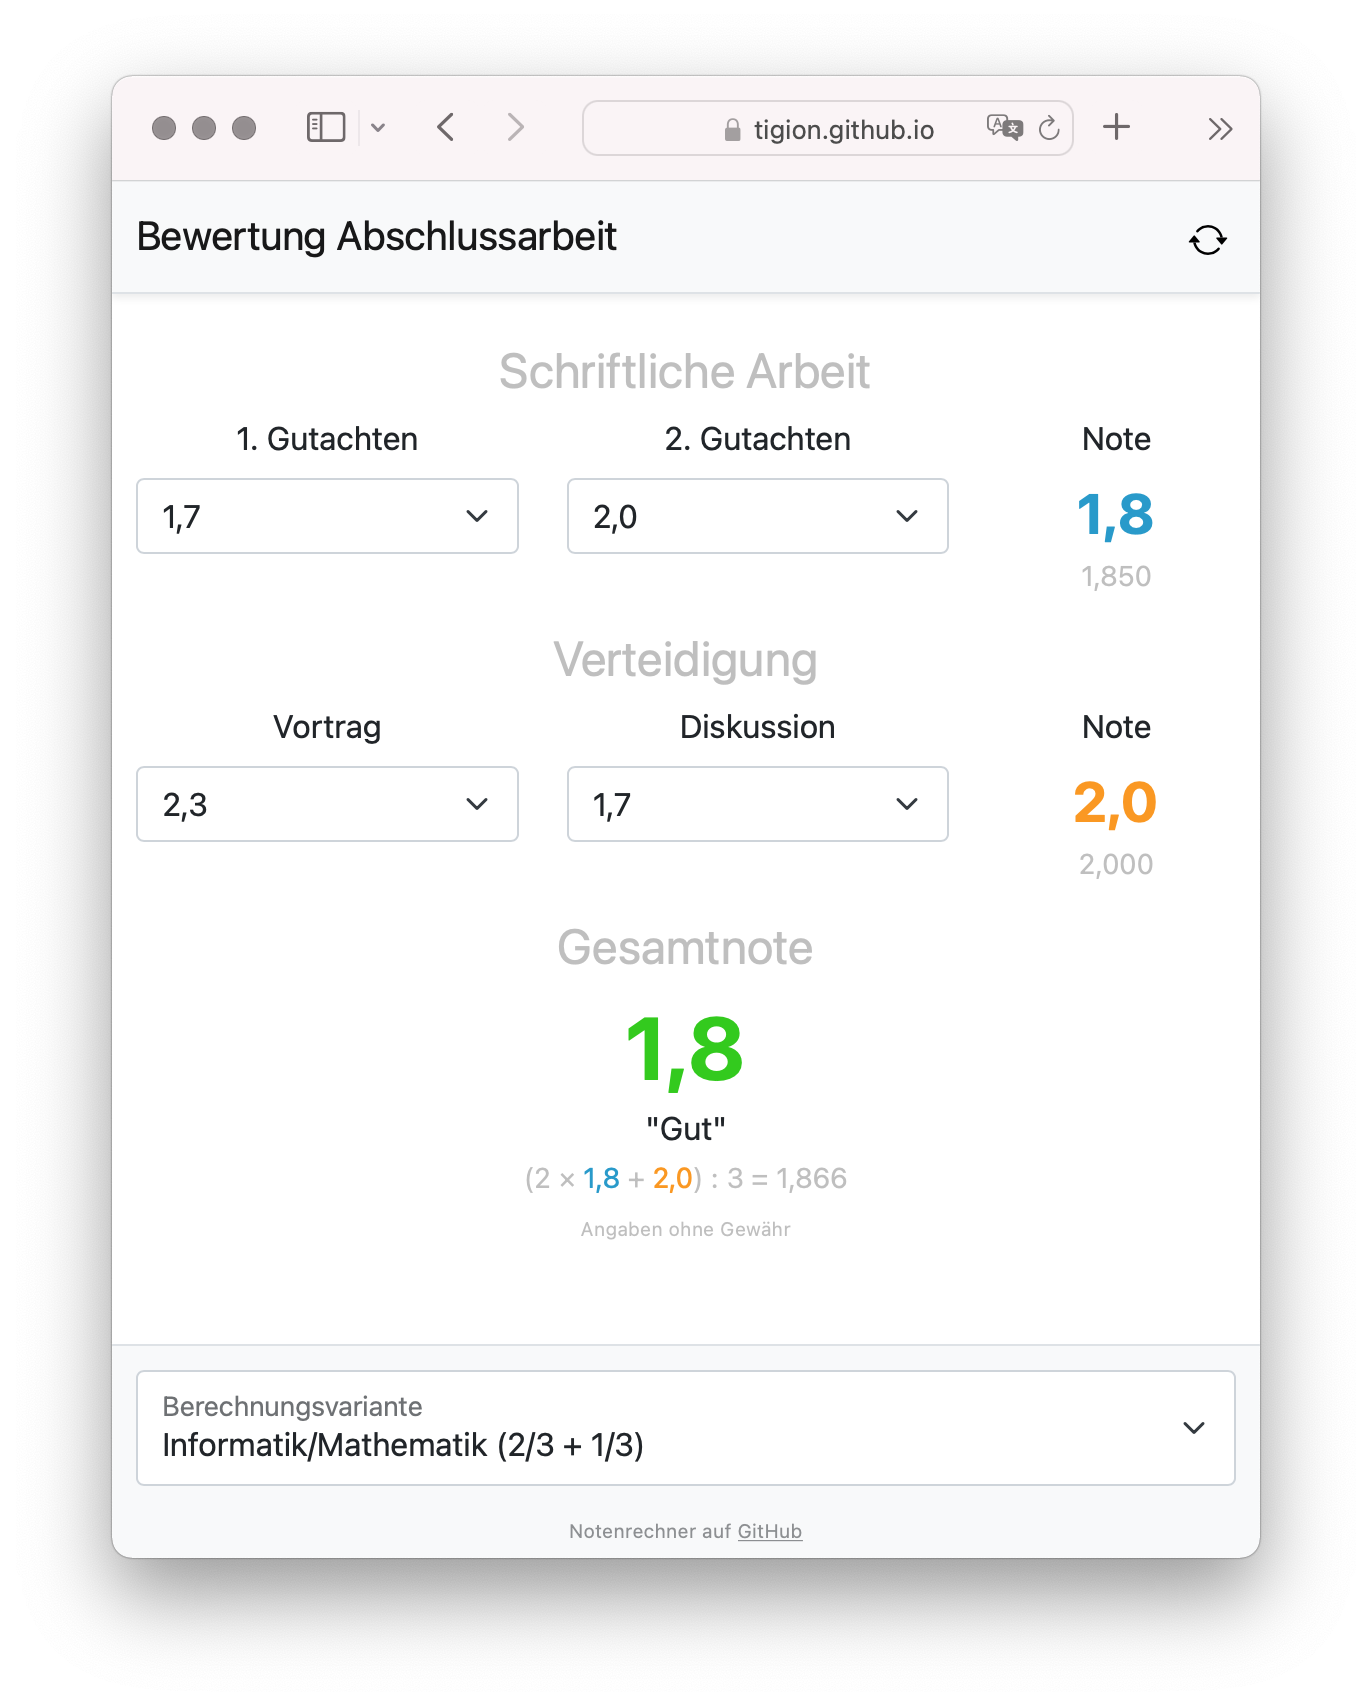 tigion.github.io
Bewertung Abschlussarbeit
Schriftliche Arbeit
1. Gutachten 2. Gutachten Note
1,7 2,0 1,8
1,850
Verteidigung
Vortrag Diskussion Note
2,3 1,7 2,0
2,000
Gesamtnote
1,8
"Gut"
(2 × 1,8 + 2,0) : 3 = 1,866
Angaben ohne Gewähr
Berechnungsvariante
Informatik/Mathematik (2/3 + 1/3)
Notenrechner auf GitHub